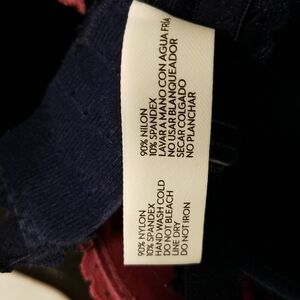 90% NILON
10% SPANDEX
LAVAR A MANO CON AGUA FRÍA
NO USAR BLANQUEADOR
SECAR COLGADO
NO PLANCHAR
90% NYLON
10% SPANDEX
HAND WASH COLD
DO NOT BLEACH
LINE DRY
DO NOT IRON